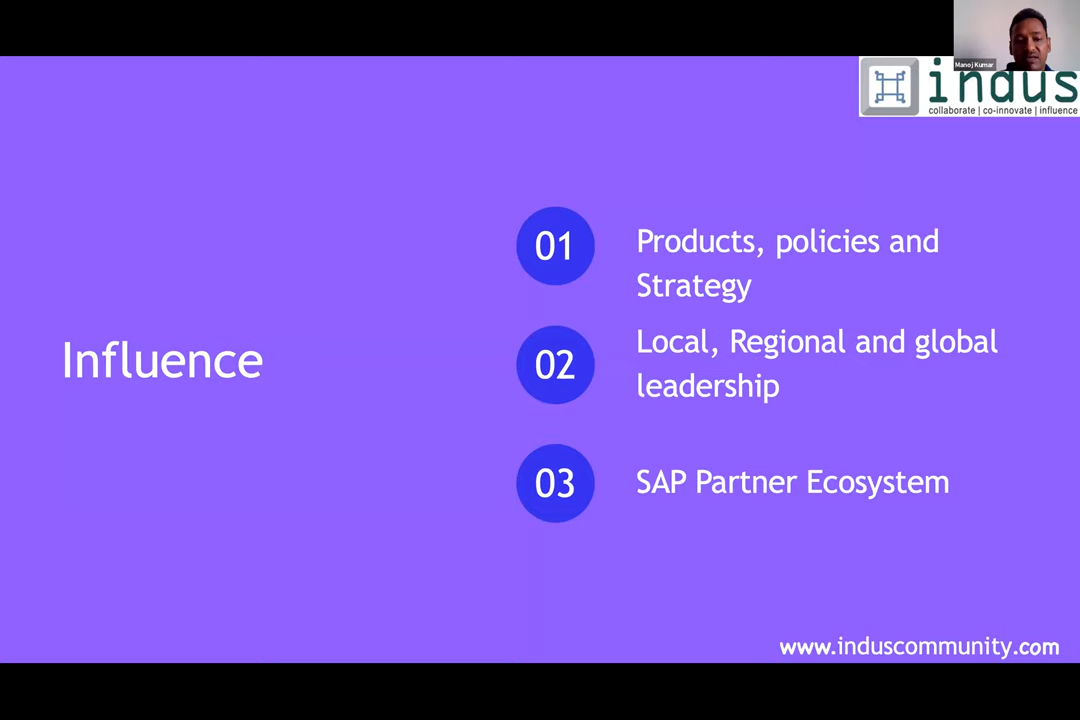 Manoj Kumar
indus
collaborate | co-innovate | influence
Influence
01
Products, policies and
Strategy
02
Local, Regional and global
leadership
03
SAP Partner Ecosystem
www.induscommunity.com